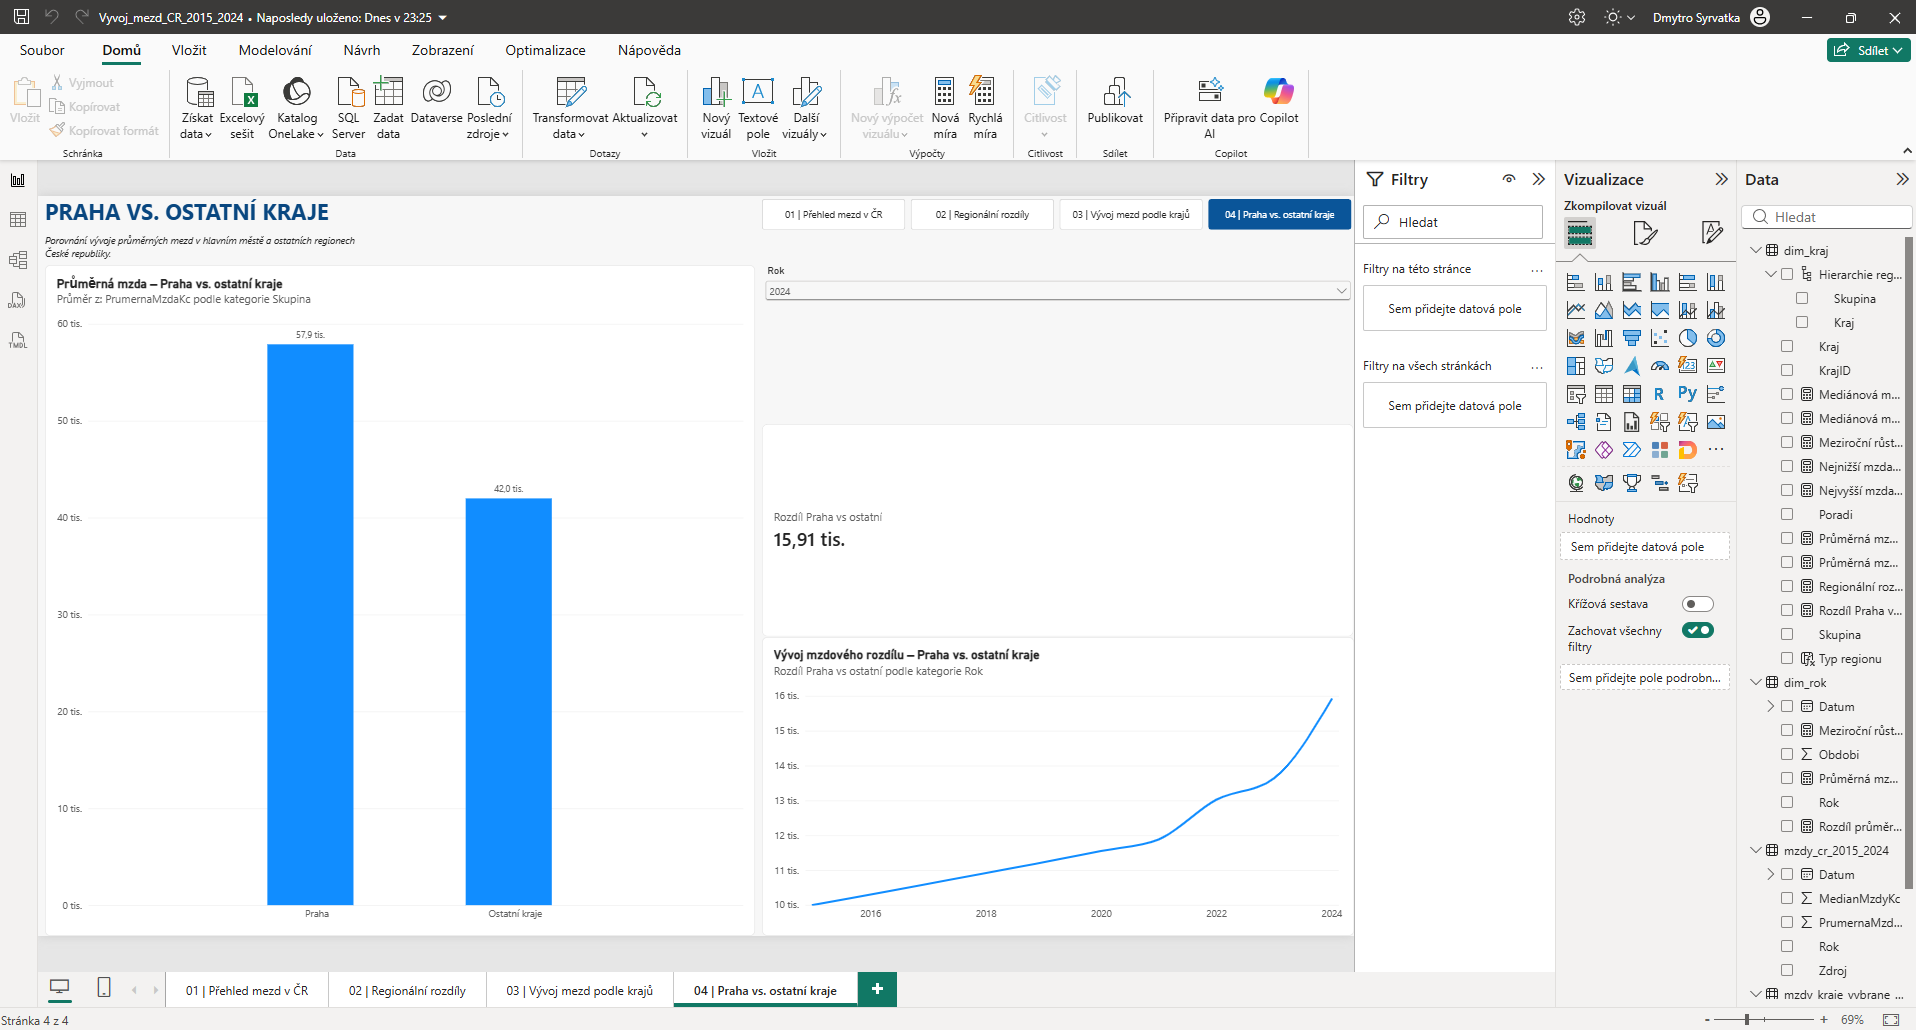 Vyvoj_mezd_CR_2015_2024 • Naposledy uloženo: Dnes v 23:25
Dmytro Syrvatka
Soubor
Domů
Vložit
Modelování
Návrh
Zobrazení
Optimalizace
Nápověda
Sdílet
Vložit
Vyjmout
Kopírovat
Kopírovat formát
Schránka
Získat data
Excelový sešit
Katalog OneLake
SQL Server
Zadat data
Dataverse
Poslední zdroje
Data
Transformovat data
Aktualizovat
Dotazy
Nový vizuál
Textové pole
Další vizuály
Vložit
Nový výpočet vizuálu
Nová míra
Rychlá míra
Výpočty
Citlivost
Citlivost
Publikovat
Sdílet
Připravit data pro AI
Copilot
Copilot
DAX
TMDL
PRAHA VS. OSTATNÍ KRAJE
Porovnání vývoje průměrných mezd v hlavním městě a ostatních regionech
České republiky.
01 | Přehled mezd v ČR
02 | Regionální rozdíly
03 | Vývoj mezd podle krajů
04 | Praha vs. ostatní kraje
Průměrná mzda – Praha vs. ostatní kraje
Průměr z: PrumernaMzdaKc podle kategorie Skupina
60 tis.
50 tis.
40 tis.
30 tis.
20 tis.
10 tis.
0 tis.
57,9 tis.
42,0 tis.
Praha
Ostatní kraje
Rok
2024
Rozdíl Praha vs ostatní
15,91 tis.
Vývoj mzdového rozdílu – Praha vs. ostatní kraje
Rozdíl Praha vs ostatní podle kategorie Rok
16 tis.
15 tis.
14 tis.
13 tis.
12 tis.
11 tis.
10 tis.
2016
2018
2020
2022
2024
Filtry
Hledat
Filtry na této stránce
...
Sem přidejte datová pole
Filtry na všech stránkách
...
Sem přidejte datová pole
Vizualizace
Zkompilovat vizuál
123
R
Py
...
Hodnoty
Sem přidejte datová pole
Podrobná analýza
Křížová sestava
Zachovat všechny
filtry
Sem přidejte pole podrobn...
Data
Hledat
dim_kraj
Hierarchie reg...
Skupina
Kraj
Kraj
KrajID
Mediánová m...
Mediánová m...
Meziroční růst...
Nejnižší mzda...
Nejvyšší mzda...
Poradi
Průměrná mz...
Průměrná mz...
Regionální roz...
Rozdíl Praha v...
Skupina
Typ regionu
dim_rok
Datum
Meziroční růst...
Obdobi
Průměrná mz...
Rok
Rozdíl průměr...
mzdy_cr_2015_2024
Datum
MedianMzdyKc
PrumernaMzd...
Rok
Zdroj
mzdy_kraje_vybrane_...
01 | Přehled mezd v ČR
02 | Regionální rozdíly
03 | Vývoj mezd podle krajů
04 | Praha vs. ostatní kraje
+
Stránka 4 z 4
- + 69%